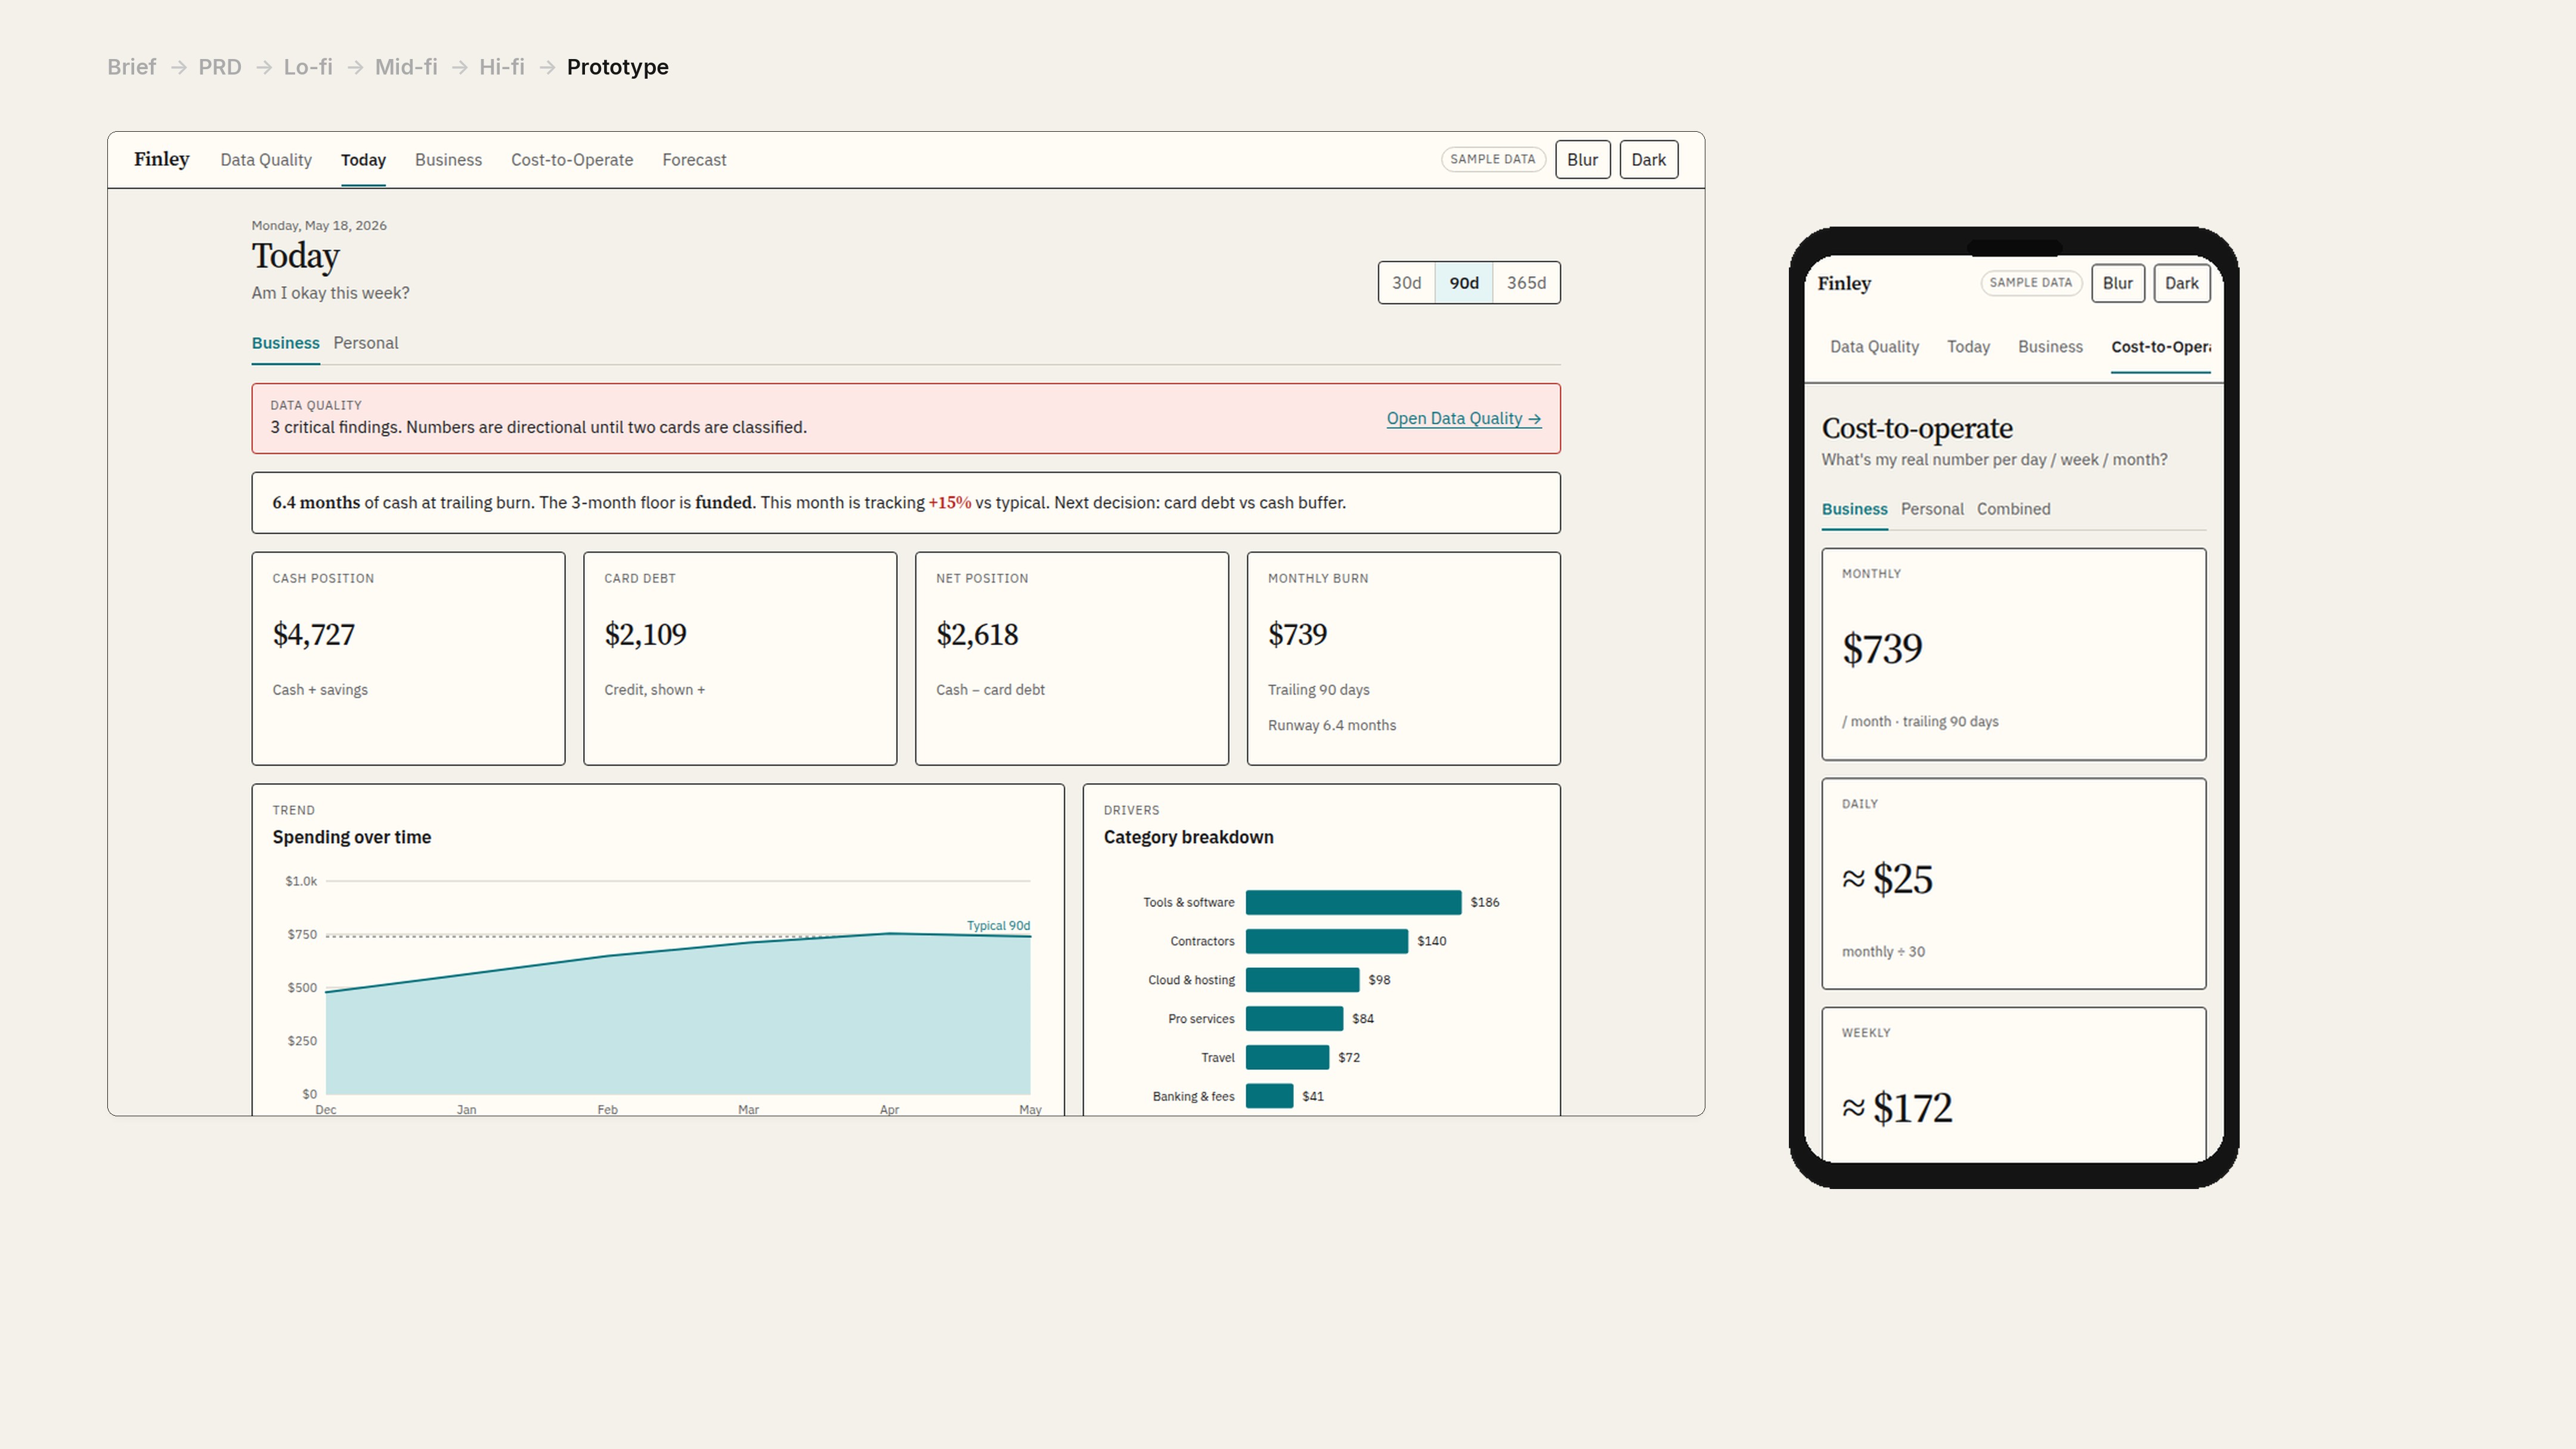 Brief → PRD → Lo-fi → Mid-fi → Hi-fi → Prototype
Finley Data Quality Today Business Cost-to-Operate Forecast SAMPLE DATA Blur Dark
Monday, May 18, 2026
Today
Am I okay this week?
30d 90d 365d
Business Personal
DATA QUALITY
3 critical findings. Numbers are directional until two cards are classified.
Open Data Quality →
6.4 months of cash at trailing burn. The 3-month floor is funded. This month is tracking +15% vs typical. Next decision: card debt vs cash buffer.
CASH POSITION
$4,727
Cash + savings
CARD DEBT
$2,109
Credit, shown +
NET POSITION
$2,618
Cash – card debt
MONTHLY BURN
$739
Trailing 90 days
Runway 6.4 months
TREND
Spending over time
$1.0k
Typical 90d
$750
$500
$250
$0
Dec Jan Feb Mar Apr May
DRIVERS
Category breakdown
Tools & software $186
Contractors $140
Cloud & hosting $98
Pro services $84
Travel $72
Banking & fees $41
Finley SAMPLE DATA Blur Dark
Data Quality Today Business Cost-to-Opera
Cost-to-operate
What's my real number per day / week / month?
Business Personal Combined
MONTHLY
$739
/ month · trailing 90 days
DAILY
≈ $25
monthly ÷ 30
WEEKLY
≈ $172